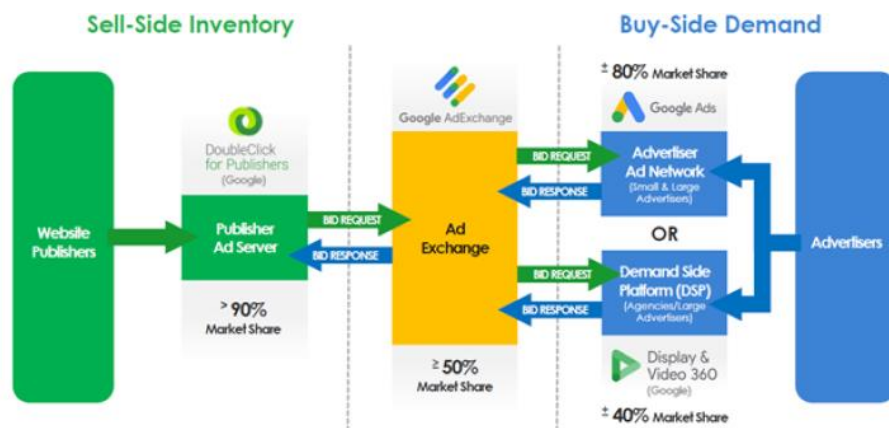 Sell-Side Inventory
Buy-Side Demand
Website
Publishers
DoubleClick
for Publishers
(Google)
Publisher
Ad Server
> 90%
Market Share
BID REQUEST
BID RESPONSE
Google AdExchange
Ad
Exchange
≥ 50%
Market Share
BID REQUEST
BID RESPONSE
BID REQUEST
BID RESPONSE
± 80% Market Share
Google Ads
Advertiser
Ad Network
(Small & Large
Advertisers)
OR
Demand Side
Platform (DSP)
(Agencies/Large
Advertisers)
Display &
Video 360
(Google)
± 40% Market Share
Advertisers